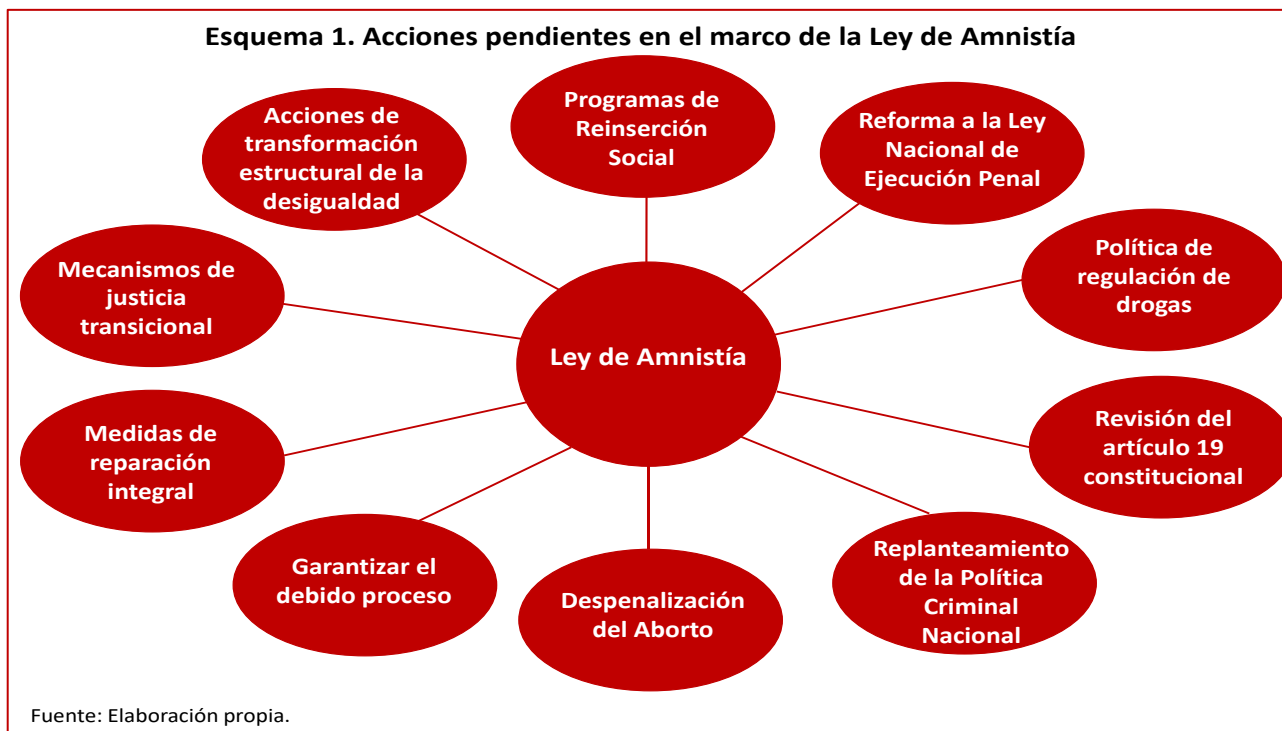 Esquema 1. Acciones pendientes en el marco de la Ley de Amnistía
Programas de
Reinserción
Social
Reforma a la Ley
Nacional de
Ejecución Penal
Política de
regulación de
drogas
Revisión del
artículo 19
constitucional
Replanteamiento
de la Política
Criminal
Nacional
Despenalización
del Aborto
Garantizar el
debido proceso
Medidas de
reparación
integral
Mecanismos de
justicia
transicional
Acciones de
transformación
estructural de la
desigualdad
Ley de Amnistía
Fuente: Elaboración propia.